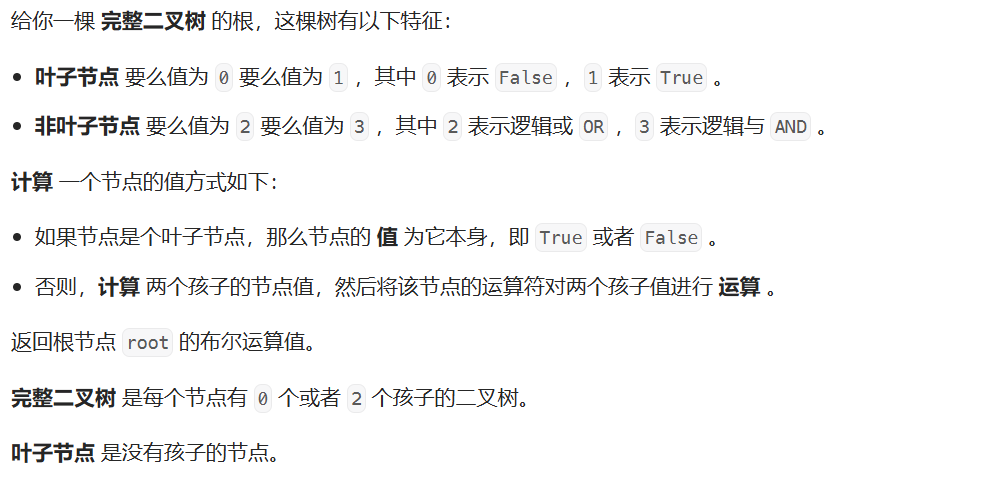 给你一棵 完整二叉树 的根，这棵树有以下特征：
• 叶子节点 要么值为 0 要么值为 1 ，其中 0 表示 False ，1 表示 True 。
• 非叶子节点 要么值为 2 要么值为 3 ，其中 2 表示逻辑或 OR ，3 表示逻辑与 AND 。
计算 一个节点的值方式如下：
• 如果节点是个叶子节点，那么节点的 值 为它本身，即 True 或者 False 。
• 否则，计算 两个孩子的节点值，然后将该节点的运算符对两个孩子值进行 运算 。
返回根节点 root 的布尔运算值。
完整二叉树 是每个节点有 0 个或者 2 个孩子的二叉树。
叶子节点 是没有孩子的节点。